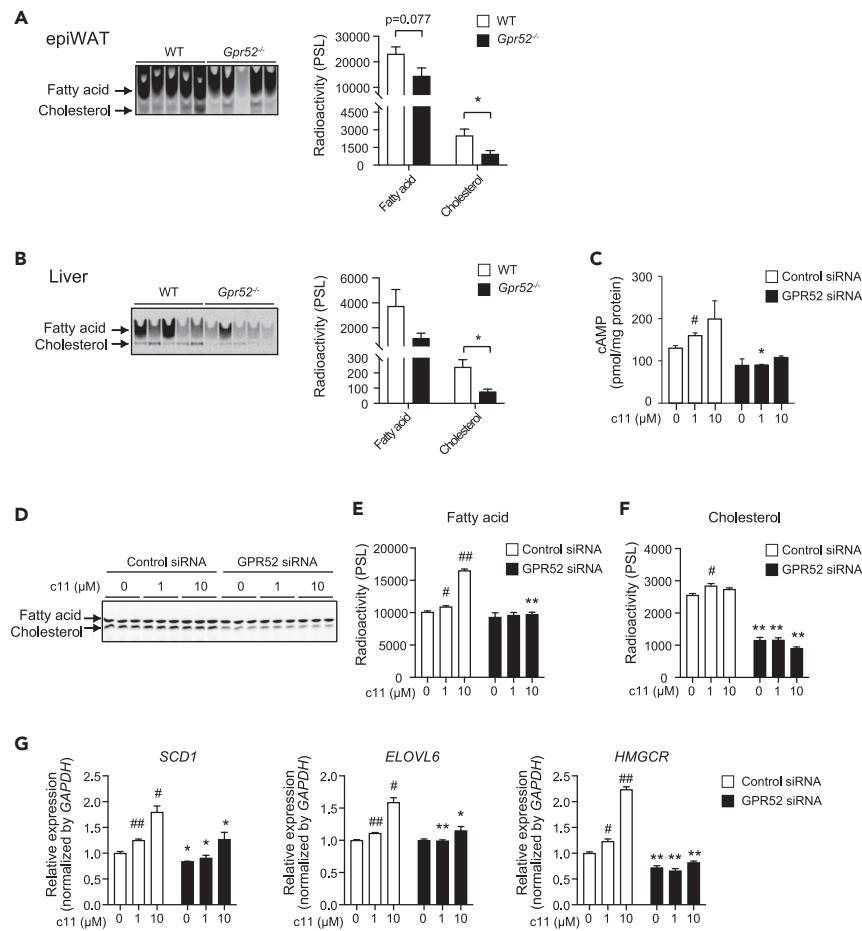 A
epiWAT
WT
Gpr52-/-
Fatty acid
Cholesterol
p=0.077
WT
Gpr52-/-
*
Radioactivity (PSL)
30000
20000
10000
3000
1500
0
Fatty acid
Cholesterol
B
Liver
WT
Gpr52-/-
Fatty acid
Cholesterol
WT
Gpr52-/-
*
Radioactivity (PSL)
6000
4000
2000
300
200
100
0
Fatty acid
Cholesterol
C
Control siRNA
GPR52 siRNA
cAMP
(pmol/mg protein)
300
200
100
0
#
*
c11 (µM)
0 1 10 0 1 10
D
Control siRNA GPR52 siRNA
c11 (µM) 0 1 10 0 1 10
Fatty acid
Cholesterol
E
Fatty acid
Control siRNA
GPR52 siRNA
Radioactivity (PSL)
20000
15000
10000
5000
0
# ## **
c11 (µM) 0 1 10 0 1 10
F
Cholesterol
Control siRNA
GPR52 siRNA
Radioactivity (PSL)
4000
3000
2000
1000
0
# ** ** **
c11 (µM) 0 1 10 0 1 10
G
SCD1
Relative expression
(normalized by GAPDH)
2.5
2.0
1.5
1.0
0.5
0.0
## # * * *
c11 (µM) 0 1 10 0 1 10
ELOVL6
Relative expression
(normalized by GAPDH)
2.5
2.0
1.5
1.0
0.5
0.0
## # ** *
c11 (µM) 0 1 10 0 1 10
HMGCR
Relative expression
(normalized by GAPDH)
2.5
2.0
1.5
1.0
0.5
0.0
# ## ** ** **
c11 (µM) 0 1 10 0 1 10
Control siRNA
GPR52 siRNA